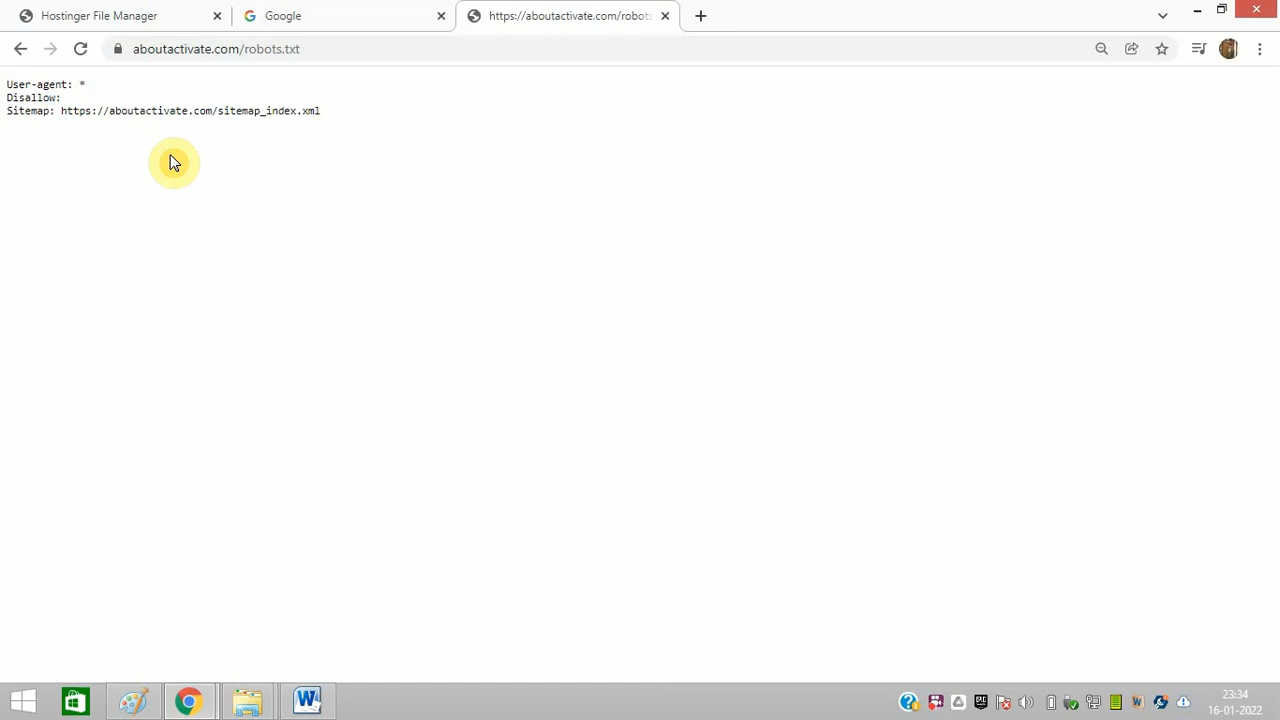 Hostinger File Manager
Google
https://aboutactivate.com/robots
aboutactivate.com/robots.txt
User-agent: *
Disallow:
Sitemap: https://aboutactivate.com/sitemap_index.xml
23:34
16-01-2022